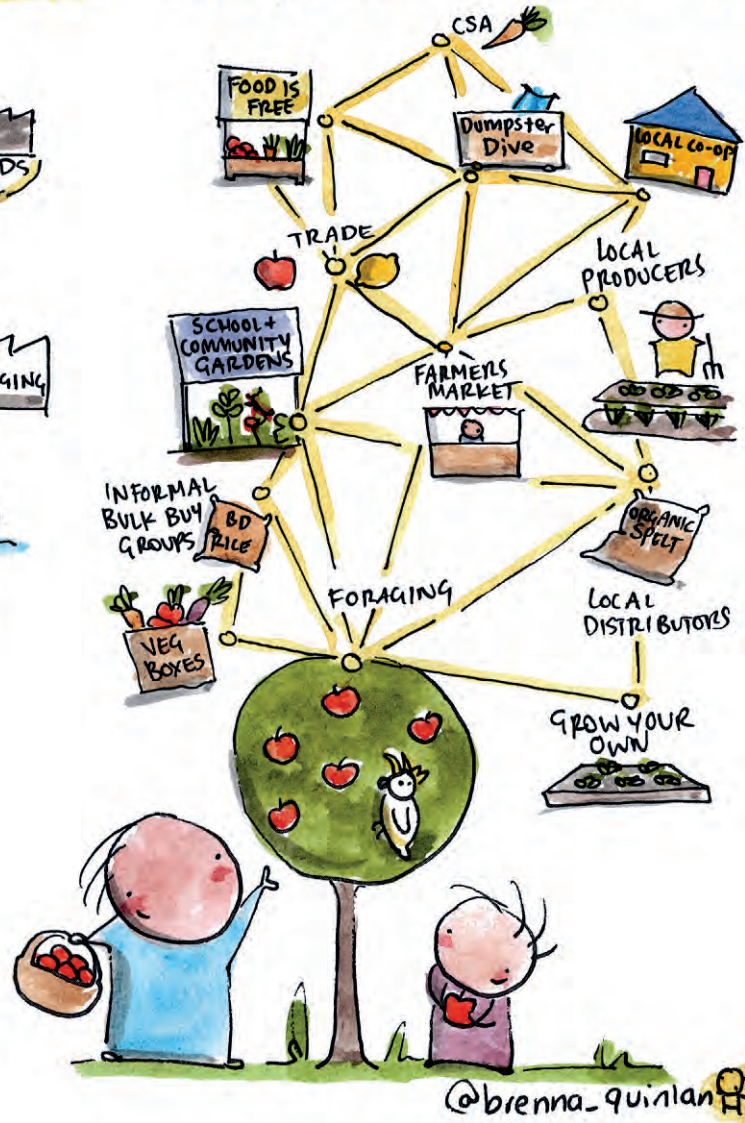 CSA
FOOD IS
FREE
Dumpster
Dive
LOCAL CO-OP
DS
TRADE
LOCAL
PRODUCERS
SCHOOL +
COMMUNITY
GARDENS
GING
FARMERS
MARKET
INFORMAL
BULK BUY
GROUPS
BD
RICE
ORGANIC
SPELT
FORAGING
LOCAL
DISTRIBUTORS
VEG
BOXES
GROW YOUR
OWN
@brenna_quinlan